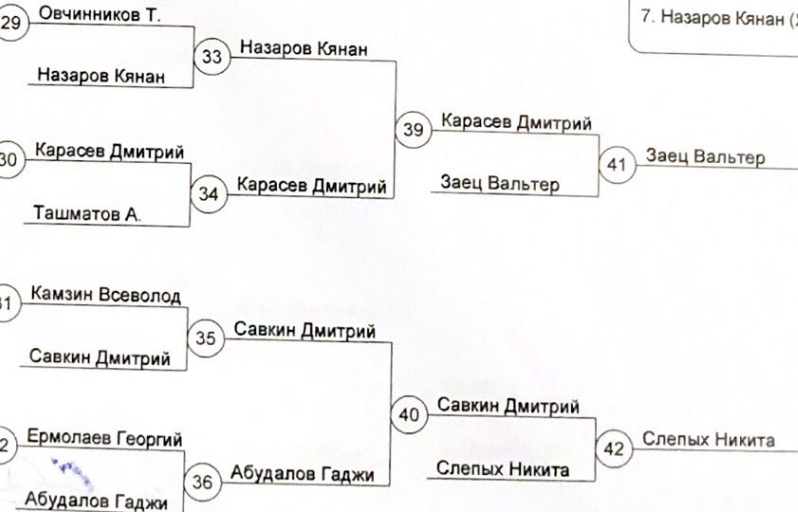 29 Овчинников Т.
7. Назаров Кянан
33 Назаров Кянан
Назаров Кянан
39 Карасев Дмитрий
30 Карасев Дмитрий
41 Заец Вальтер
34 Карасев Дмитрий
Заец Вальтер
Ташматов А.
Камзин Всеволод
35 Савкин Дмитрий
Савкин Дмитрий
40 Савкин Дмитрий
Ермолаев Георгий
42 Слепых Никита
36 Абудалов Гаджи
Слепых Никита
Абудалов Гаджи